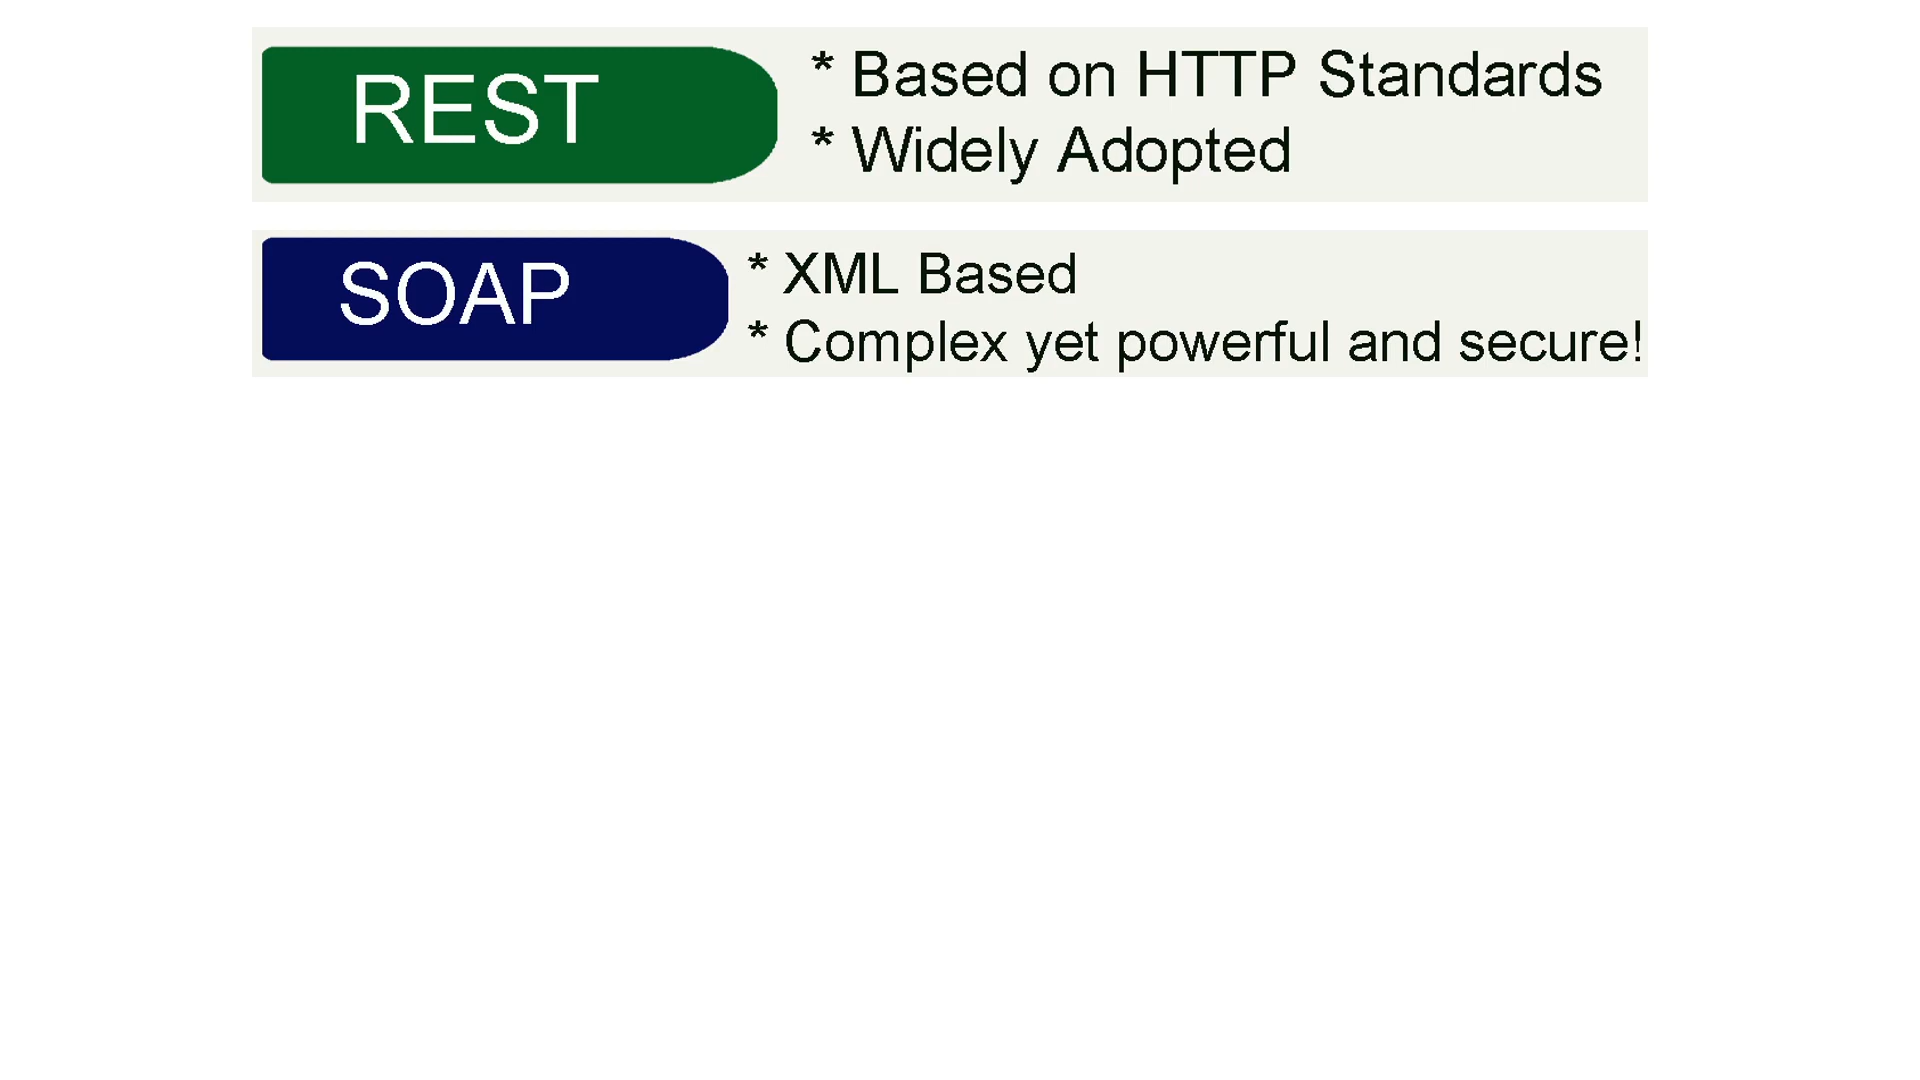 REST
* Based on HTTP Standards
* Widely Adopted
SOAP
* XML Based
* Complex yet powerful and secure!